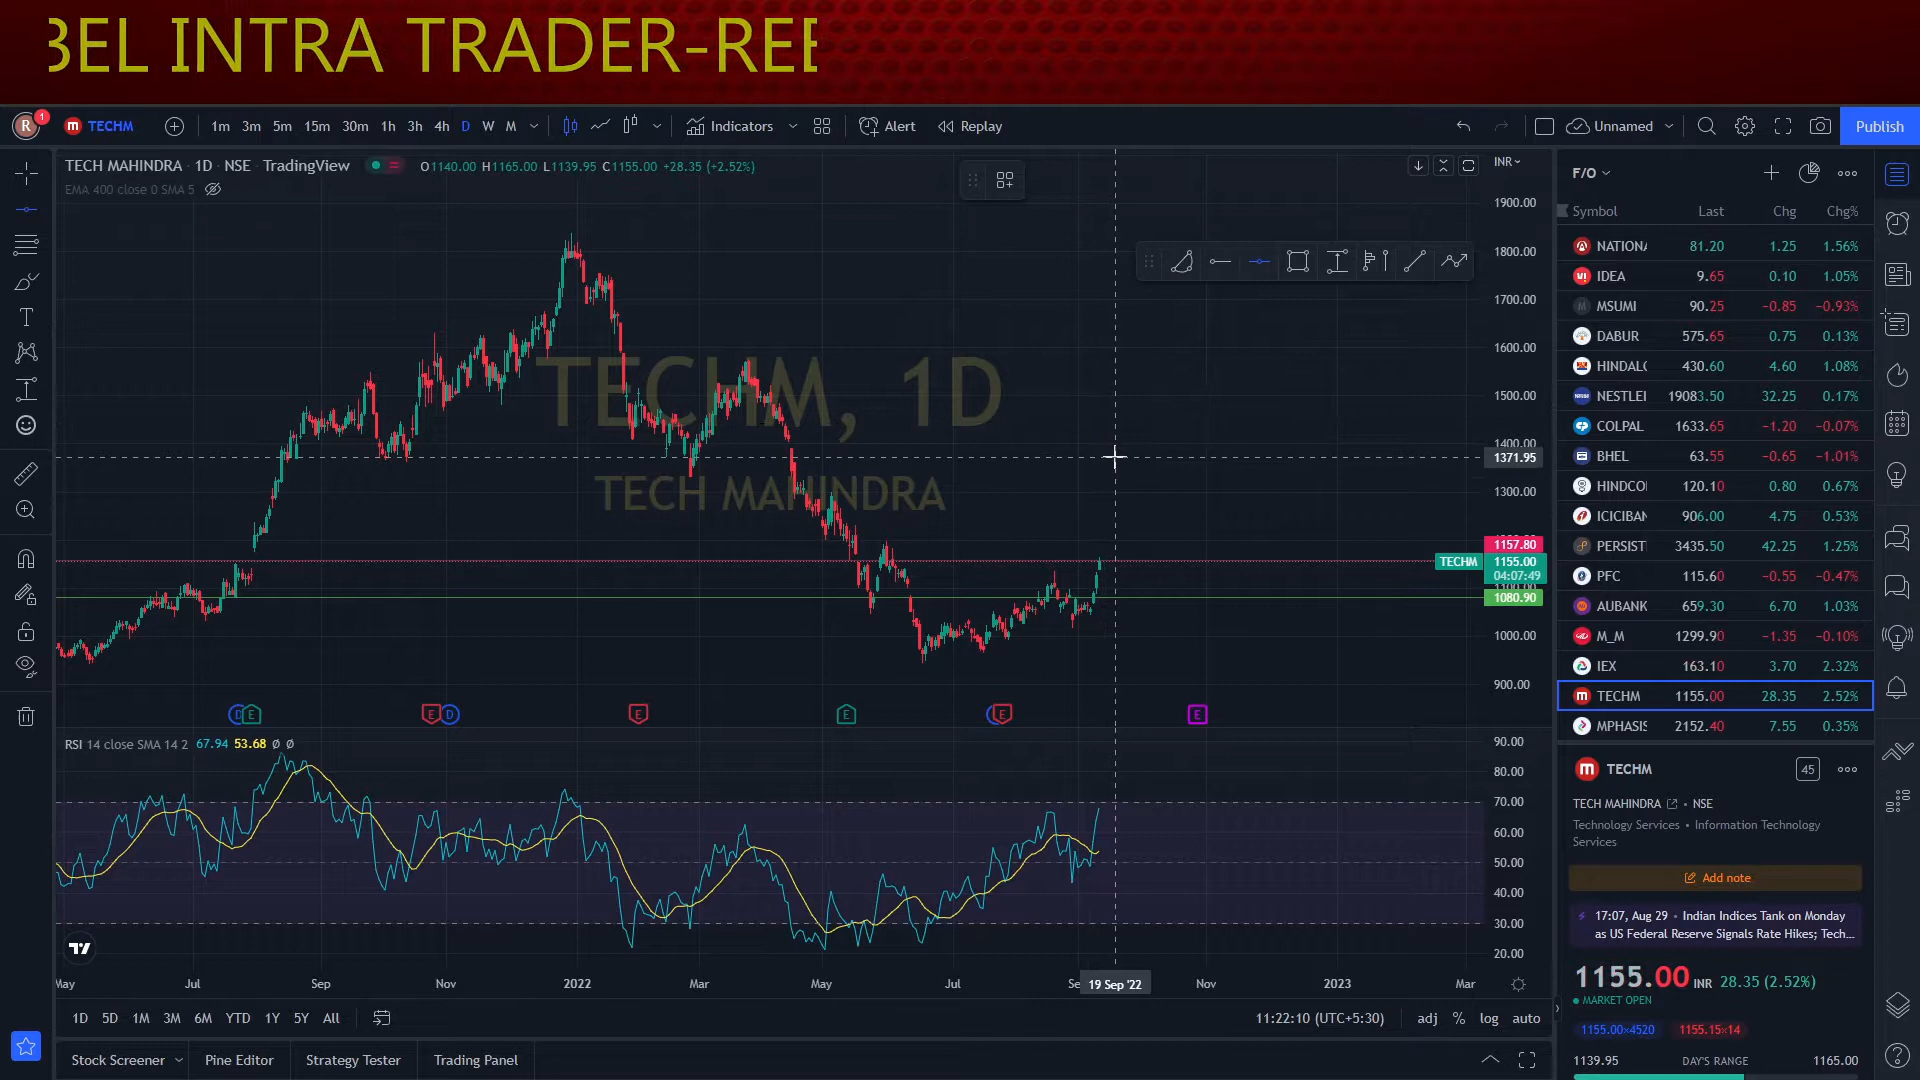 BEL INTRA TRADER-REE
R 1 TECHM 1m 3m 5m 15m 30m 1h 3h 4h D W M Indicators Alert Replay Unnamed Publish
TECH MAHINDRA · 1D · NSE · TradingView O1140.00 H1165.00 L1139.95 C1155.00 +28.35 (+2.52%)
EMA 400 close 0 SMA 5
INR
1900.00
1800.00
1700.00
1600.00
1500.00
1400.00
1371.95
1300.00
1157.80
TECHM 1155.00
04:07:49
1080.90
1000.00
900.00
TECHM, 1D
TECH MAHINDRA
D E E D E E E E
RSI 14 close SMA 14 2 67.94 53.68 Ø Ø
90.00
80.00
70.00
60.00
50.00
40.00
30.00
20.00
May Jul Sep Nov 2022 Mar May Jul Se 19 Sep '22 Nov 2023 Mar
1D 5D 1M 3M 6M YTD 1Y 5Y All 11:22:10 (UTC+5:30) adj % log auto
Stock Screener Pine Editor Strategy Tester Trading Panel
F/O
Symbol Last Chg Chg%
NATIONA 81.20 1.25 1.56%
IDEA 9.65 0.10 1.05%
MSUMI 90.25 −0.85 −0.93%
DABUR 575.65 0.75 0.13%
HINDALC 430.60 4.60 1.08%
NESTLEI 19083.50 32.25 0.17%
COLPAL 1633.65 −1.20 −0.07%
BHEL 63.55 −0.65 −1.01%
HINDCO 120.10 0.80 0.67%
ICICIBAN 906.00 4.75 0.53%
PERSIST 3435.50 42.25 1.25%
PFC 115.60 −0.55 −0.47%
AUBANK 659.30 6.70 1.03%
M_M 1299.90 −1.35 −0.10%
IEX 163.10 3.70 2.32%
TECHM 1155.00 28.35 2.52%
MPHASIS 2152.40 7.55 0.35%
TECHM 45
TECH MAHINDRA • NSE
Technology Services • Information Technology
Services
Add note
17:07, Aug 29 • Indian Indices Tank on Monday
as US Federal Reserve Signals Rate Hikes; Tech...
1155.00 INR 28.35 (2.52%)
MARKET OPEN
1155.00×4520 1155.15×14
1139.95 DAY'S RANGE 1165.00